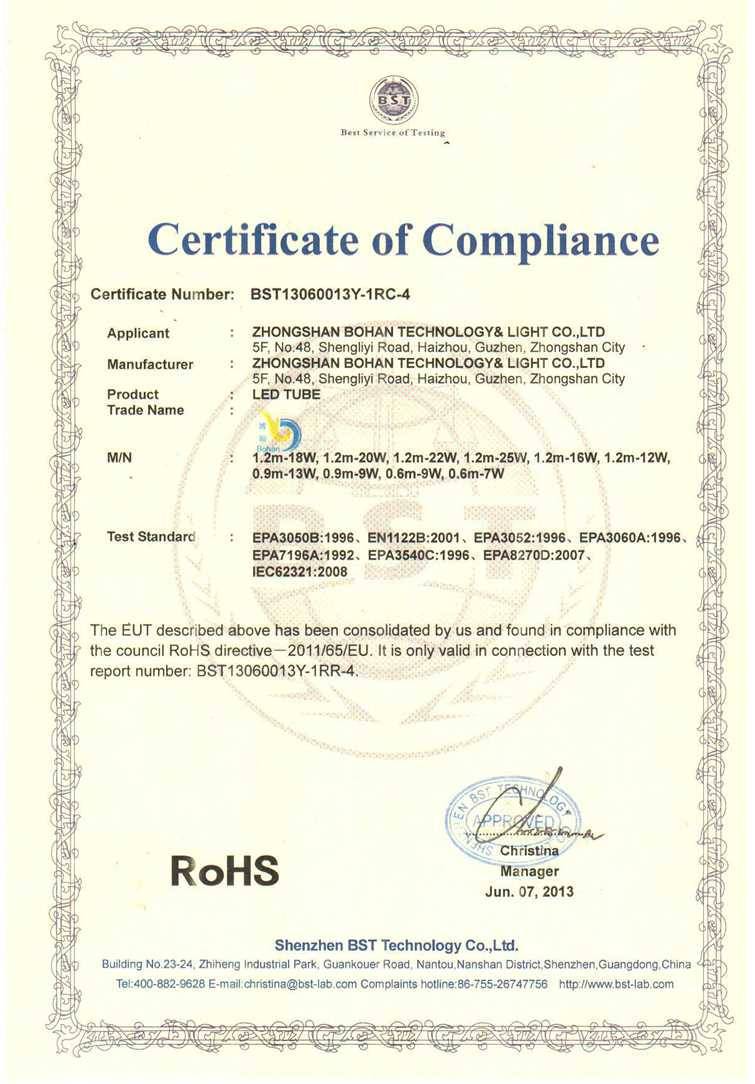 BST
Best Service of Testing
Certificate of Compliance
Certificate Number: BST13060013Y-1RC-4
Applicant : ZHONGSHAN BOHAN TECHNOLOGY& LIGHT CO.,LTD
5F, No.48, Shengliyi Road, Haizhou, Guzhen, Zhongshan City
Manufacturer : ZHONGSHAN BOHAN TECHNOLOGY& LIGHT CO.,LTD
5F, No.48, Shengliyi Road, Haizhou, Guzhen, Zhongshan City
Product : LED TUBE
Trade Name :
Bohan
M/N : 1.2m-18W, 1.2m-20W, 1.2m-22W, 1.2m-25W, 1.2m-16W, 1.2m-12W,
0.9m-13W, 0.9m-9W, 0.6m-9W, 0.6m-7W
BST
Test Standard : EPA3050B:1996、EN1122B:2001、EPA3052:1996、EPA3060A:1996、
EPA7196A:1992、EPA3540C:1996、EPA8270D:2007、
IEC62321:2008
The EUT described above has been consolidated by us and found in compliance with
the council RoHS directive—2011/65/EU. It is only valid in connection with the test
report number: BST13060013Y-1RR-4.
APPROVED
Christina
Manager
Jun. 07, 2013
RoHS
Shenzhen BST Technology Co.,Ltd.
Building No.23-24, Zhiheng Industrial Park, Guankouer Road, Nantou,Nanshan District,Shenzhen,Guangdong,China
Tel:400-882-9628 E-mail:christina@bst-lab.com Complaints hotline:86-755-26747756 http://www.bst-lab.com